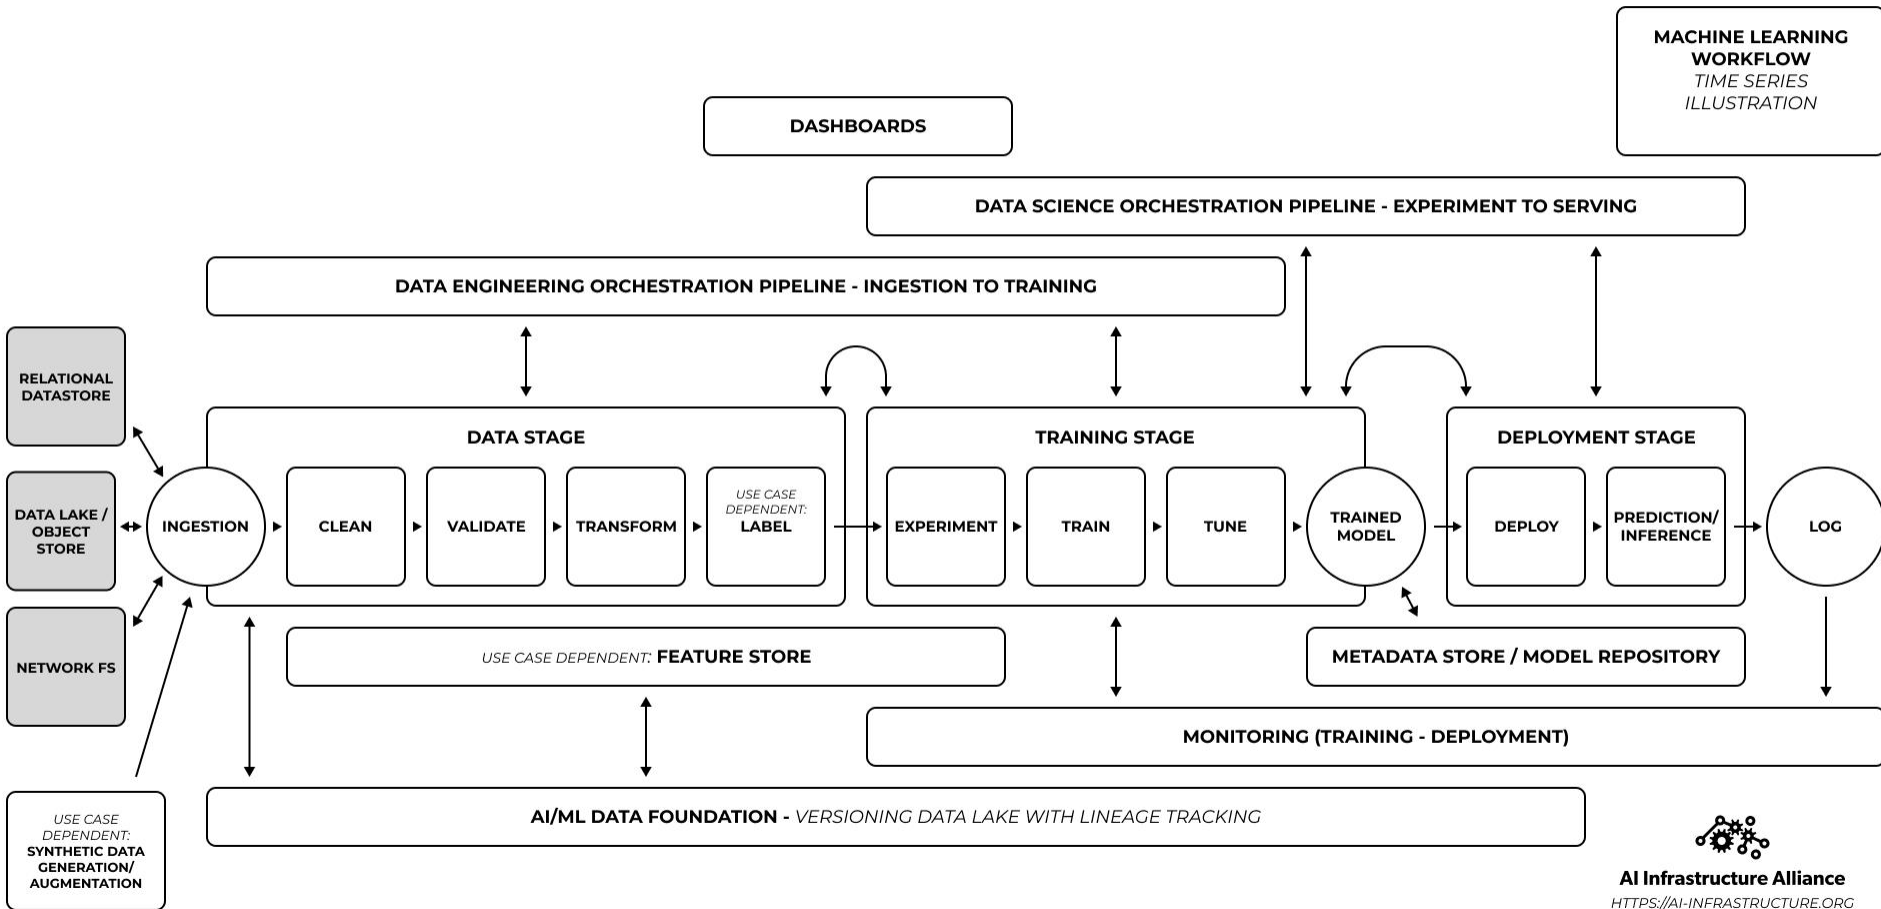 MACHINE LEARNING
WORKFLOW
TIME SERIES
ILLUSTRATION
DASHBOARDS
DATA SCIENCE ORCHESTRATION PIPELINE - EXPERIMENT TO SERVING
DATA ENGINEERING ORCHESTRATION PIPELINE - INGESTION TO TRAINING
RELATIONAL
DATASTORE
DATA LAKE /
OBJECT
STORE
NETWORK FS
INGESTION
DATA STAGE
CLEAN
VALIDATE
TRANSFORM
USE CASE
DEPENDENT:
LABEL
TRAINING STAGE
EXPERIMENT
TRAIN
TUNE
TRAINED
MODEL
DEPLOYMENT STAGE
DEPLOY
PREDICTION/
INFERENCE
LOG
USE CASE DEPENDENT: FEATURE STORE
METADATA STORE / MODEL REPOSITORY
MONITORING (TRAINING - DEPLOYMENT)
AI/ML DATA FOUNDATION - VERSIONING DATA LAKE WITH LINEAGE TRACKING
USE CASE
DEPENDENT:
SYNTHETIC DATA
GENERATION/
AUGMENTATION
AI Infrastructure Alliance
HTTPS://AI-INFRASTRUCTURE.ORG